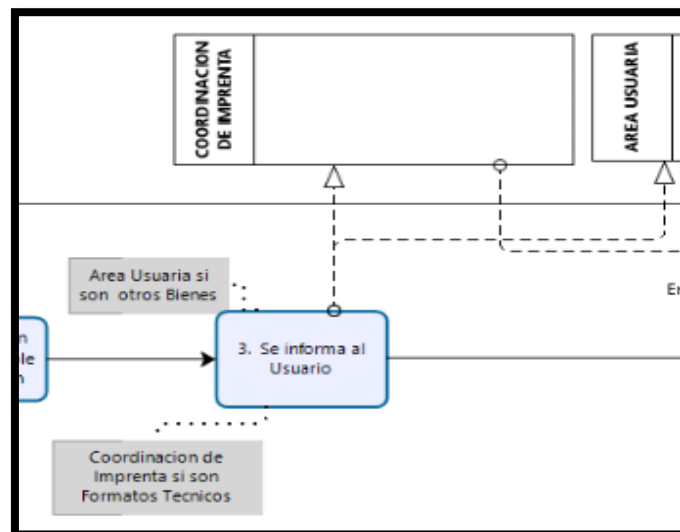 COORDINACION
DE IMPRENTA
AREA USUARIA
Area Usuaria si
son otros Bienes
3. Se informa al
Usuario
Coordinacion de
Imprenta si son
Formatos Tecnicos